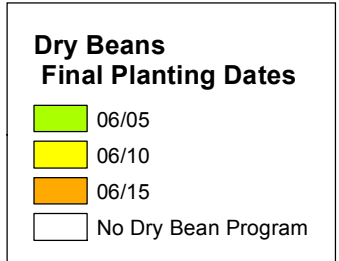 Dry Beans
Final Planting Dates
06/05
06/10
06/15
No Dry Bean Program